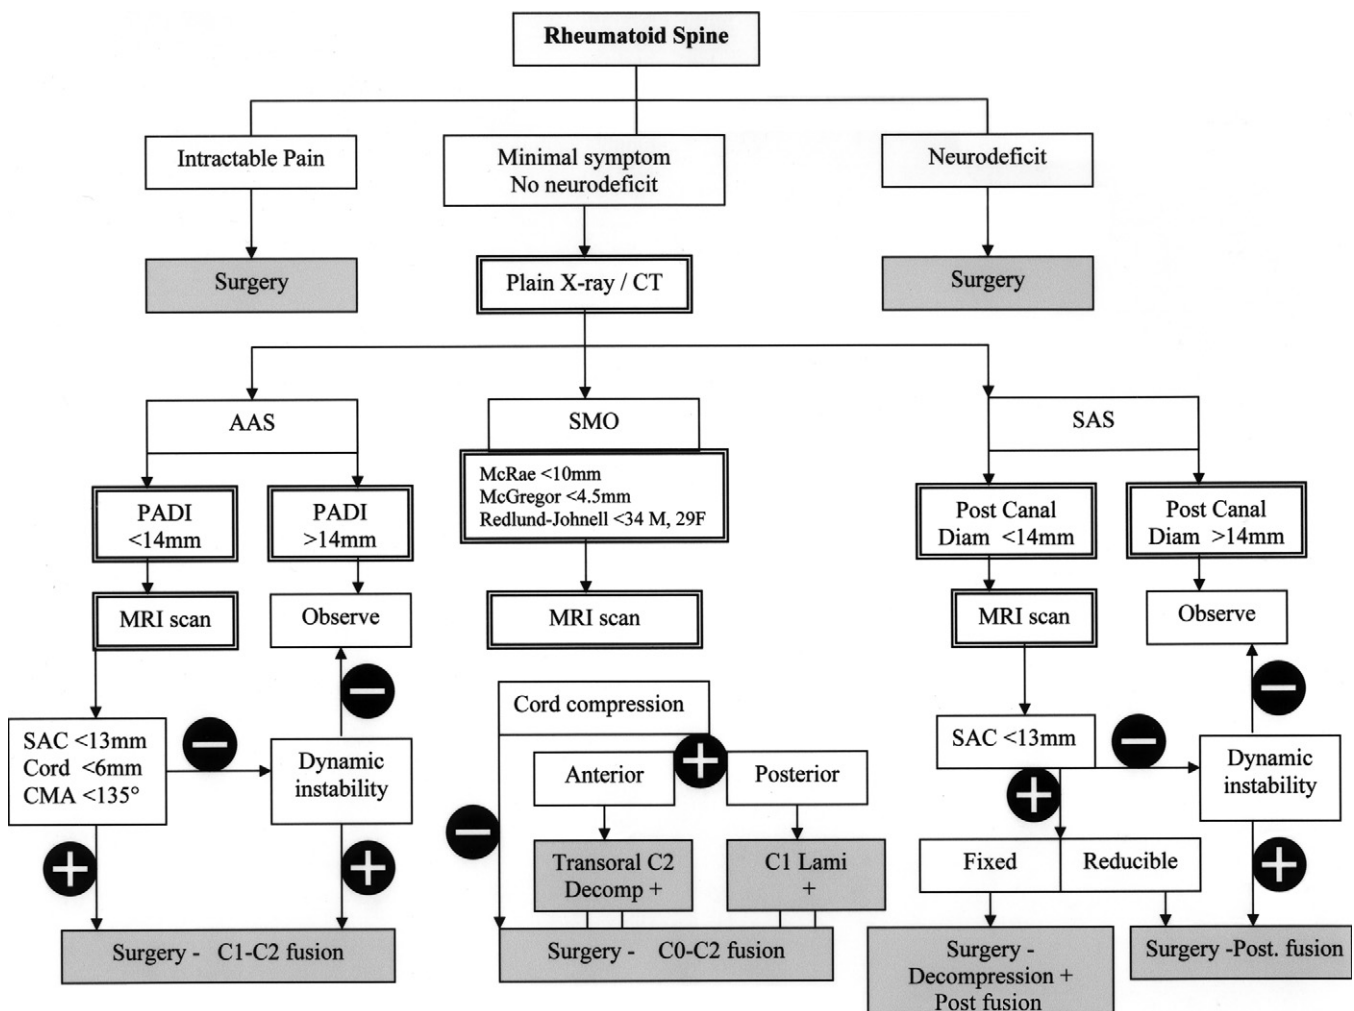 Rheumatoid Spine
Intractable Pain
Minimal symptom
No neurodeficit
Neurodeficit
Surgery
Plain X-ray / CT
Surgery
AAS
SMO
SAS
McRae <10mm
McGregor <4.5mm
Redlund-Johnell <34 M, 29F
PADI
<14mm
PADI
>14mm
Post Canal
Diam <14mm
Post Canal
Diam >14mm
MRI scan
Observe
MRI scan
MRI scan
Observe
SAC <13mm
Cord <6mm
CMA <135°
Dynamic
instability
Cord compression
Anterior
Posterior
SAC <13mm
Dynamic
instability
Transoral C2
Decomp +
C1 Lami
+
Fixed
Reducible
Surgery - C1-C2 fusion
Surgery - C0-C2 fusion
Surgery -
Decompression +
Post fusion
Surgery -Post. fusion